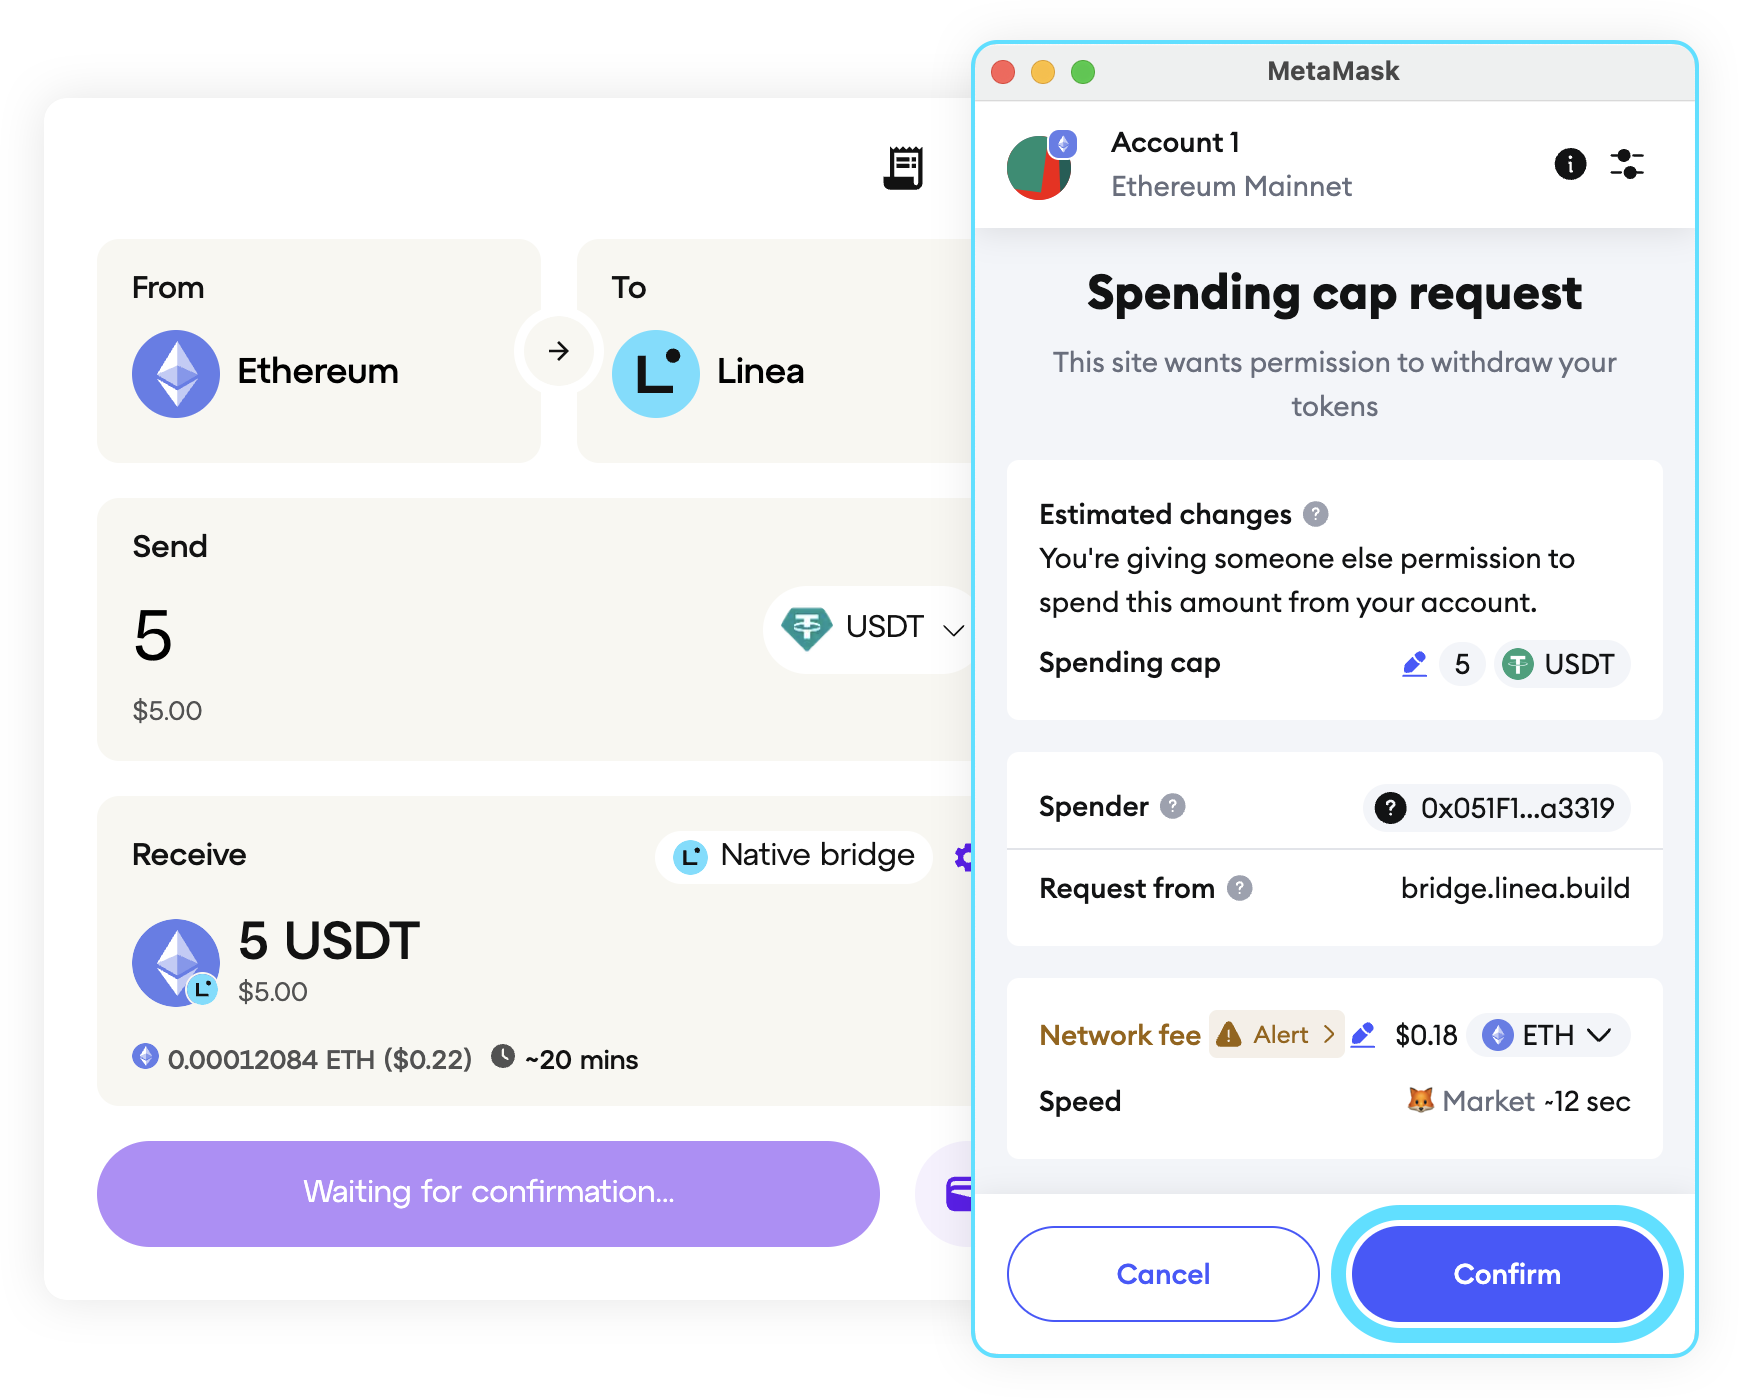 From
Ethereum
To
Linea
Send
5
USDT
$5.00
Receive
Native bridge
5 USDT
$5.00
0.00012084 ETH ($0.22) ~20 mins
Waiting for confirmation...
MetaMask
Account 1
Ethereum Mainnet
Spending cap request
This site wants permission to withdraw your
tokens
Estimated changes
You're giving someone else permission to
spend this amount from your account.
Spending cap 5 USDT
Spender 0x051F1...a3319
Request from bridge.linea.build
Network fee Alert $0.18 ETH
Speed Market ~12 sec
Cancel Confirm